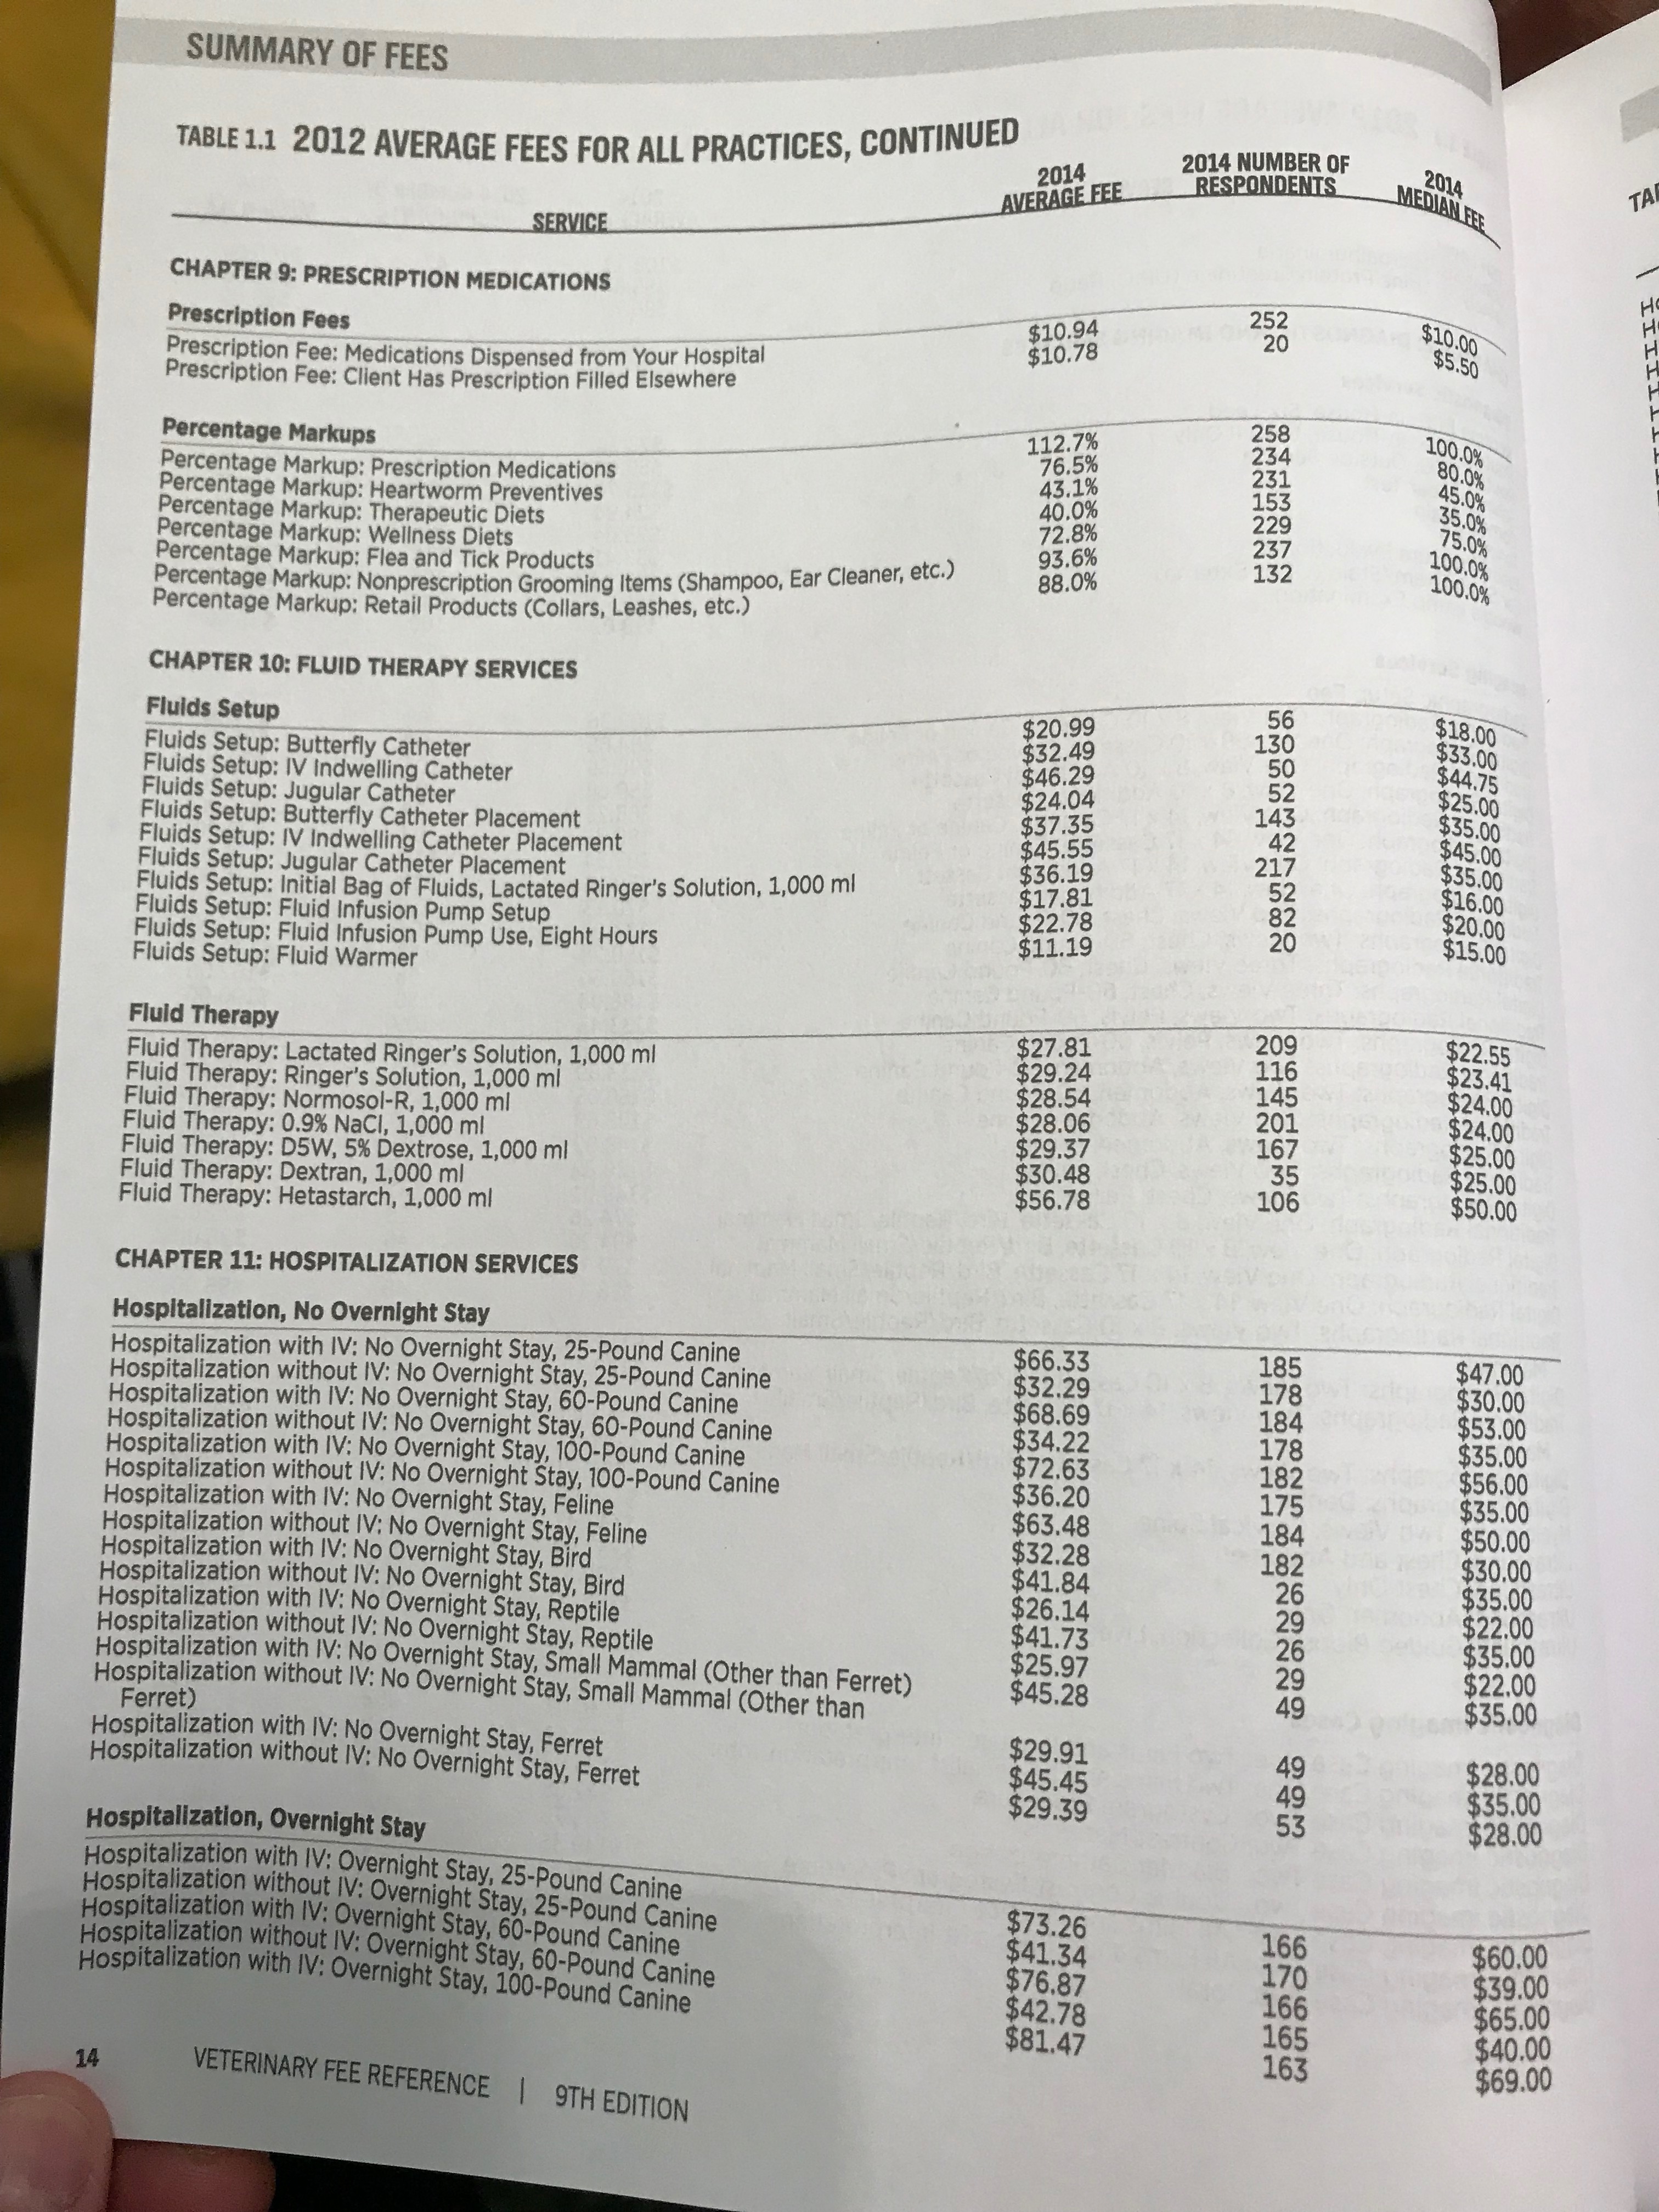 SUMMARY OF FEES
TABLE 1.1 2012 AVERAGE FEES FOR ALL PRACTICES, CONTINUED
SERVICE 2014 AVERAGE FEE 2014 NUMBER OF RESPONDENTS 2014 MEDIAN FEE
CHAPTER 9: PRESCRIPTION MEDICATIONS
Prescription Fees
Prescription Fee: Medications Dispensed from Your Hospital $10.94 252 $10.00
Prescription Fee: Client Has Prescription Filled Elsewhere $10.78 20 $5.50
Percentage Markups
Percentage Markup: Prescription Medications 112.7% 258 100.0%
Percentage Markup: Heartworm Preventives 76.5% 234 80.0%
Percentage Markup: Therapeutic Diets 43.1% 231 45.0%
Percentage Markup: Wellness Diets 40.0% 153 35.0%
Percentage Markup: Flea and Tick Products 72.8% 229 75.0%
Percentage Markup: Nonprescription Grooming Items (Shampoo, Ear Cleaner, etc.) 93.6% 237 100.0%
Percentage Markup: Retail Products (Collars, Leashes, etc.) 88.0% 132 100.0%
CHAPTER 10: FLUID THERAPY SERVICES
Fluids Setup
Fluids Setup: Butterfly Catheter $20.99 56 $18.00
Fluids Setup: IV Indwelling Catheter $32.49 130 $33.00
Fluids Setup: Jugular Catheter $46.29 50 $44.75
Fluids Setup: Butterfly Catheter Placement $24.04 52 $25.00
Fluids Setup: IV Indwelling Catheter Placement $37.35 143 $35.00
Fluids Setup: Jugular Catheter Placement $45.55 42 $45.00
Fluids Setup: Initial Bag of Fluids, Lactated Ringer's Solution, 1,000 ml $36.19 217 $35.00
Fluids Setup: Fluid Infusion Pump Setup $17.81 52 $16.00
Fluids Setup: Fluid Infusion Pump Use, Eight Hours $22.78 82 $20.00
Fluids Setup: Fluid Warmer $11.19 20 $15.00
Fluid Therapy
Fluid Therapy: Lactated Ringer's Solution, 1,000 ml $27.81 209 $22.55
Fluid Therapy: Ringer's Solution, 1,000 ml $29.24 116 $23.41
Fluid Therapy: Normosol-R, 1,000 ml $28.54 145 $24.00
Fluid Therapy: 0.9% NaCl, 1,000 ml $28.06 201 $24.00
Fluid Therapy: D5W, 5% Dextrose, 1,000 ml $29.37 167 $25.00
Fluid Therapy: Dextran, 1,000 ml $30.48 35 $25.00
Fluid Therapy: Hetastarch, 1,000 ml $56.78 106 $50.00
CHAPTER 11: HOSPITALIZATION SERVICES
Hospitalization, No Overnight Stay
Hospitalization with IV: No Overnight Stay, 25-Pound Canine $66.33 185 $47.00
Hospitalization without IV: No Overnight Stay, 25-Pound Canine $32.29 178 $30.00
Hospitalization with IV: No Overnight Stay, 60-Pound Canine $68.69 184 $53.00
Hospitalization without IV: No Overnight Stay, 60-Pound Canine $34.22 178 $35.00
Hospitalization with IV: No Overnight Stay, 100-Pound Canine $72.63 182 $56.00
Hospitalization without IV: No Overnight Stay, 100-Pound Canine $36.20 175 $35.00
Hospitalization with IV: No Overnight Stay, Feline $63.48 184 $50.00
Hospitalization without IV: No Overnight Stay, Feline $32.28 182 $30.00
Hospitalization with IV: No Overnight Stay, Bird $41.84 26 $35.00
Hospitalization without IV: No Overnight Stay, Bird $26.14 29 $22.00
Hospitalization with IV: No Overnight Stay, Reptile $41.73 26 $35.00
Hospitalization without IV: No Overnight Stay, Reptile $25.97 29 $22.00
Hospitalization with IV: No Overnight Stay, Small Mammal (Other than Ferret) $45.28 49 $35.00
Hospitalization without IV: No Overnight Stay, Small Mammal (Other than
Ferret) $29.91 49 $28.00
Hospitalization with IV: No Overnight Stay, Ferret $45.45 49 $35.00
Hospitalization without IV: No Overnight Stay, Ferret $29.39 53 $28.00
Hospitalization, Overnight Stay
Hospitalization with IV: Overnight Stay, 25-Pound Canine $73.26 166 $60.00
Hospitalization without IV: Overnight Stay, 25-Pound Canine $41.34 170 $39.00
Hospitalization with IV: Overnight Stay, 60-Pound Canine $76.87 166 $65.00
Hospitalization without IV: Overnight Stay, 60-Pound Canine $42.78 165 $40.00
Hospitalization with IV: Overnight Stay, 100-Pound Canine $81.47 163 $69.00
14 VETERINARY FEE REFERENCE | 9TH EDITION